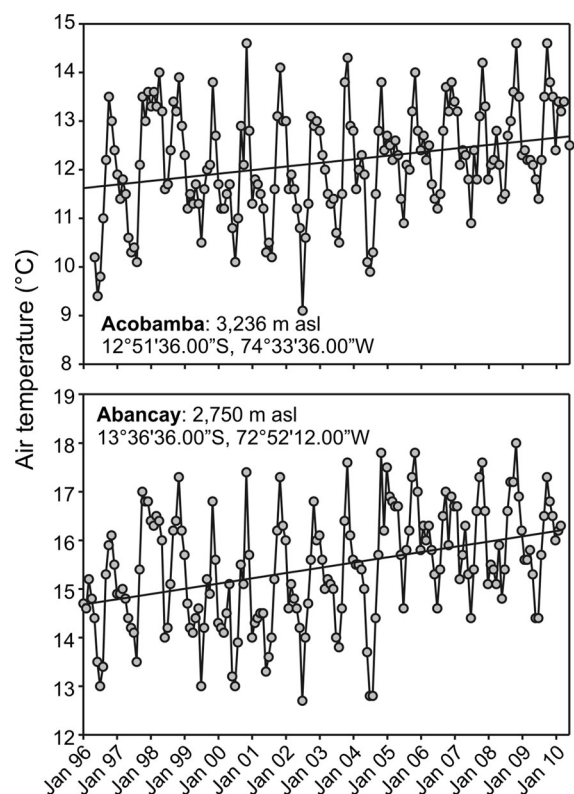 Air temperature (°C)
15
14
13
12
11
10
9
8
Acobamba: 3,236 m asl
12°51'36.00”S, 74°33'36.00”W
19
18
17
16
15
14
13
12
Abancay: 2,750 m asl
13°36'36.00”S, 72°52'12.00”W
Jan 96
Jan 97
Jan 98
Jan 99
Jan 00
Jan 01
Jan 02
Jan 03
Jan 04
Jan 05
Jan 06
Jan 07
Jan 08
Jan 09
Jan 10